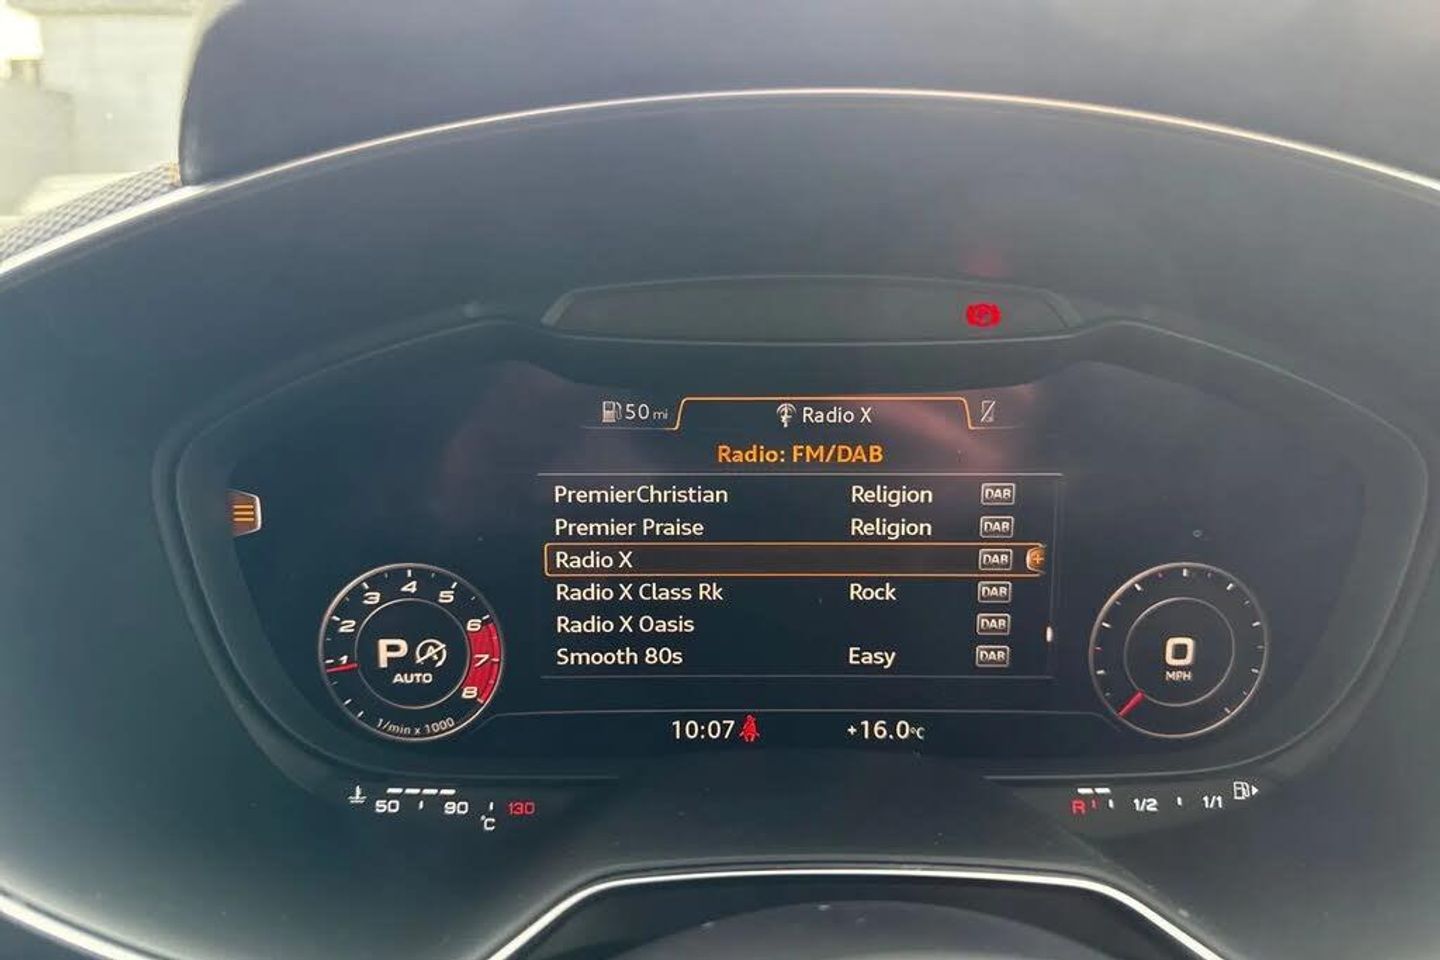 50 mi Radio X
Radio: FM/DAB
PremierChristian Religion DAB
Premier Praise Religion DAB
Radio X DAB
Radio X Class Rk Rock DAB
Radio X Oasis DAB
Smooth 80s Easy DAB
1 2 3 4 5 6 7 8
P A
AUTO
1/min x 1000
0
MPH
10:07 +16.0°C
50 90 130
°C
R 1/2 1/1